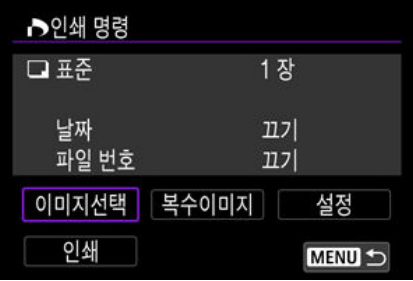 인쇄 명령
표준 1 장
날짜 끄기
파일 번호 끄기
이미지선택 복수이미지 설정
인쇄 MENU